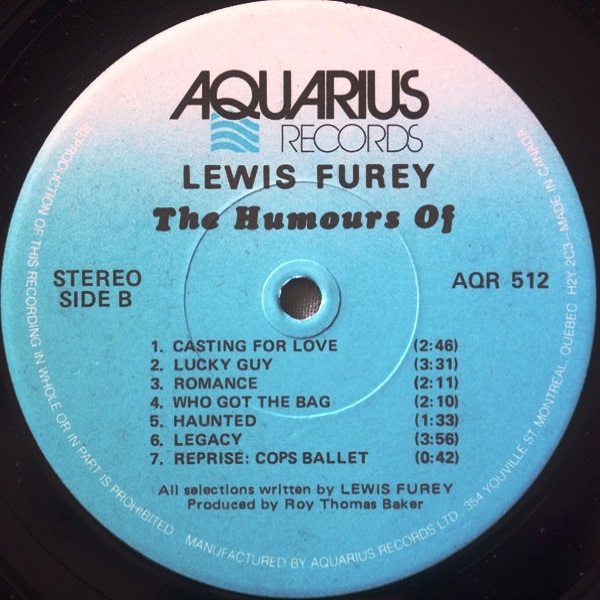 AQUARIUS
RECORDS
LEWIS FUREY
The Humours Of
STEREO
SIDE B
AQR 512
1. CASTING FOR LOVE (2:46)
2. LUCKY GUY (3:31)
3. ROMANCE (2:11)
4. WHO GOT THE BAG (2:10)
5. HAUNTED (1:33)
6. LEGACY (3:56)
7. REPRISE: COPS BALLET (0:42)
All selections written by LEWIS FUREY
Produced by Roy Thomas Baker
REPRODUCTION OF THIS RECORDING IN WHOLE OR IN PART IS PROHIBITED. MANUFACTURED BY AQUARIUS RECORDS LTD., 354 YOUVILLE, ST MONTREAL, QUEBEC H2Y 2C3 - MADE IN CANADA